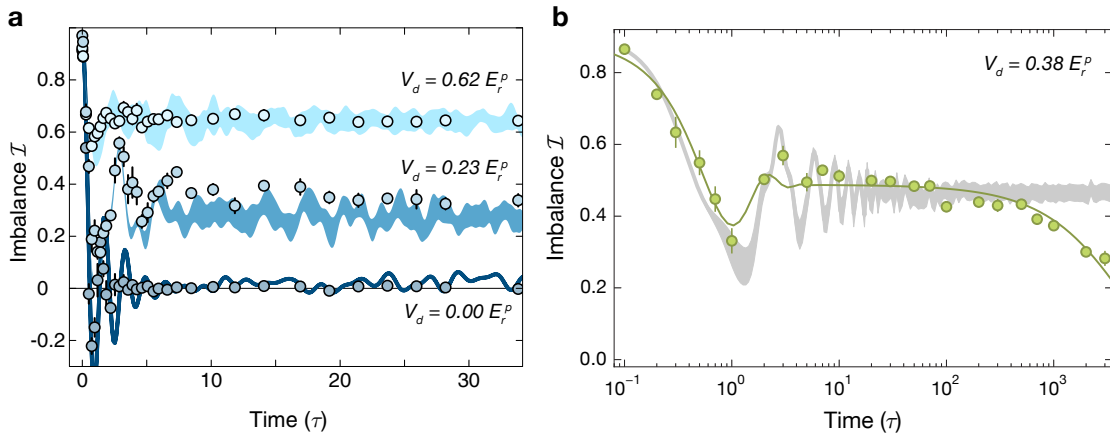 a
V_d = 0.62 E_r^p
V_d = 0.23 E_r^p
V_d = 0.00 E_r^p
Imbalance ℐ
0.8
0.6
0.4
0.2
0
-0.2
0 10 20 30
Time (τ)
b
V_d = 0.38 E_r^p
Imbalance ℐ
0.8
0.6
0.4
0.2
0.0
10^-1 10^0 10^1 10^2 10^3
Time (τ)